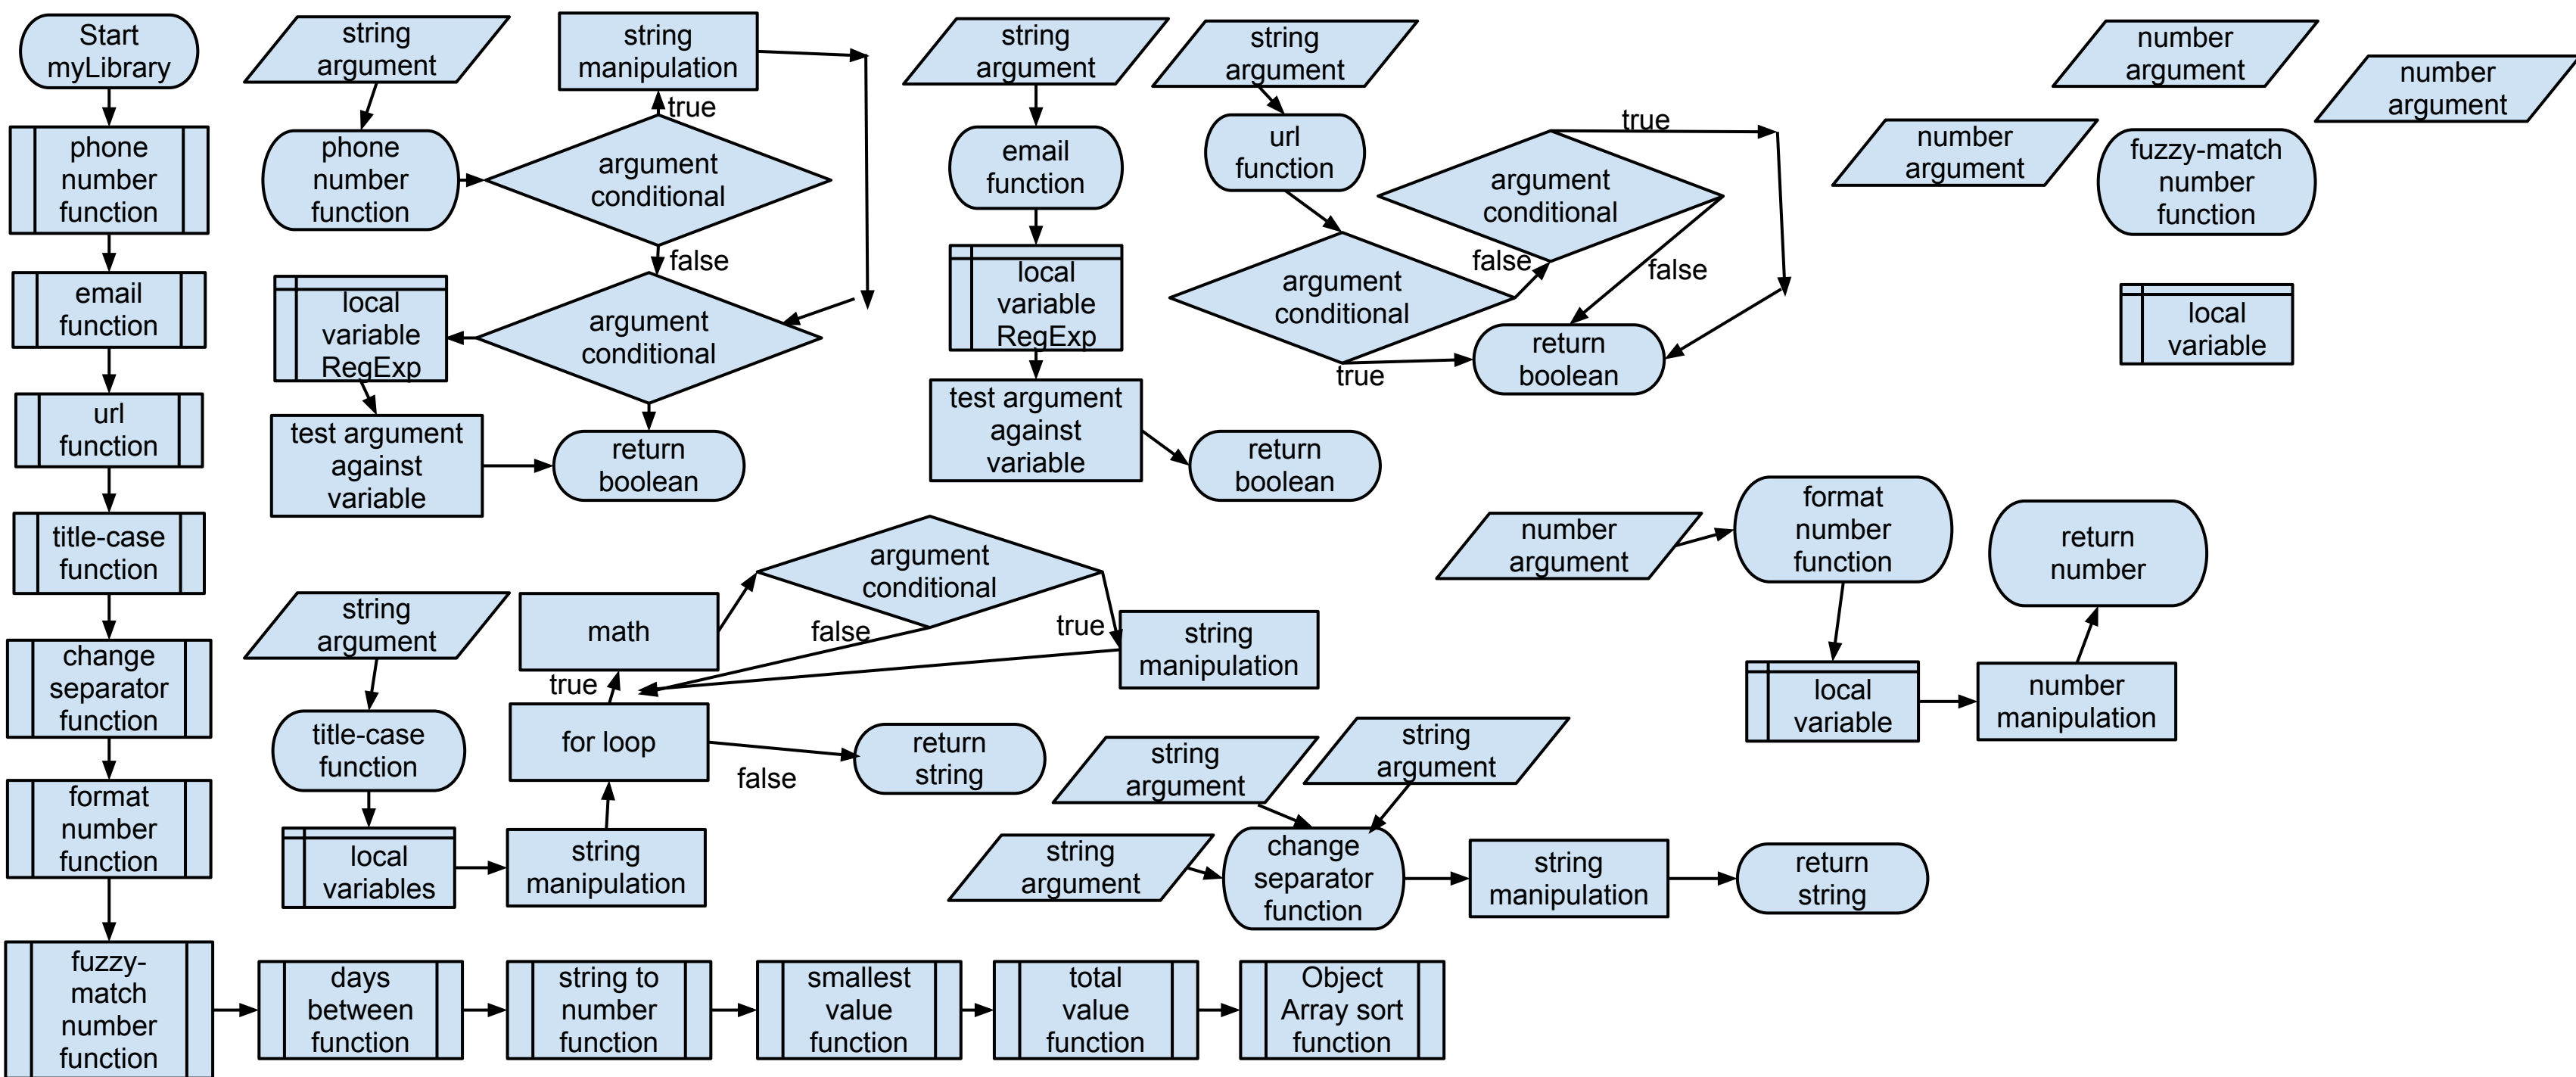 Start
myLibrary
phone
number
function
email
function
url
function
title-case
function
change
separator
function
format
number
function
fuzzy-
match
number
function
days
between
function
string to
number
function
smallest
value
function
total
value
function
Object
Array sort
function
string
argument
phone
number
function
argument
conditional
true
string
manipulation
false
argument
conditional
local
variable
RegExp
test argument
against
variable
return
boolean
string
argument
email
function
local
variable
RegExp
test argument
against
variable
return
boolean
string
argument
url
function
argument
conditional
false
true
argument
conditional
true
false
return
boolean
number
argument
number
argument
number
argument
fuzzy-match
number
function
local
variable
string
argument
title-case
function
local
variables
string
manipulation
for loop
true
math
argument
conditional
false
true
string
manipulation
false
return
string
string
argument
string
argument
string
argument
change
separator
function
string
manipulation
return
string
number
argument
format
number
function
local
variable
number
manipulation
return
number